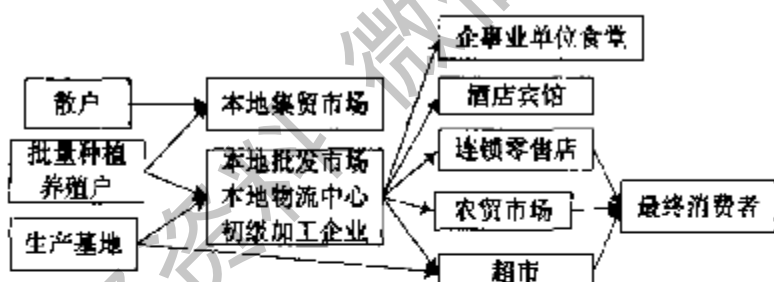 企事业单位食堂
散户
本地集贸市场
酒店宾馆
批量种植
养殖户
本地批发市场
本地物流中心
初级加工企业
连锁零售店
农贸市场
最终消费者
生产基地
超市
资料
微